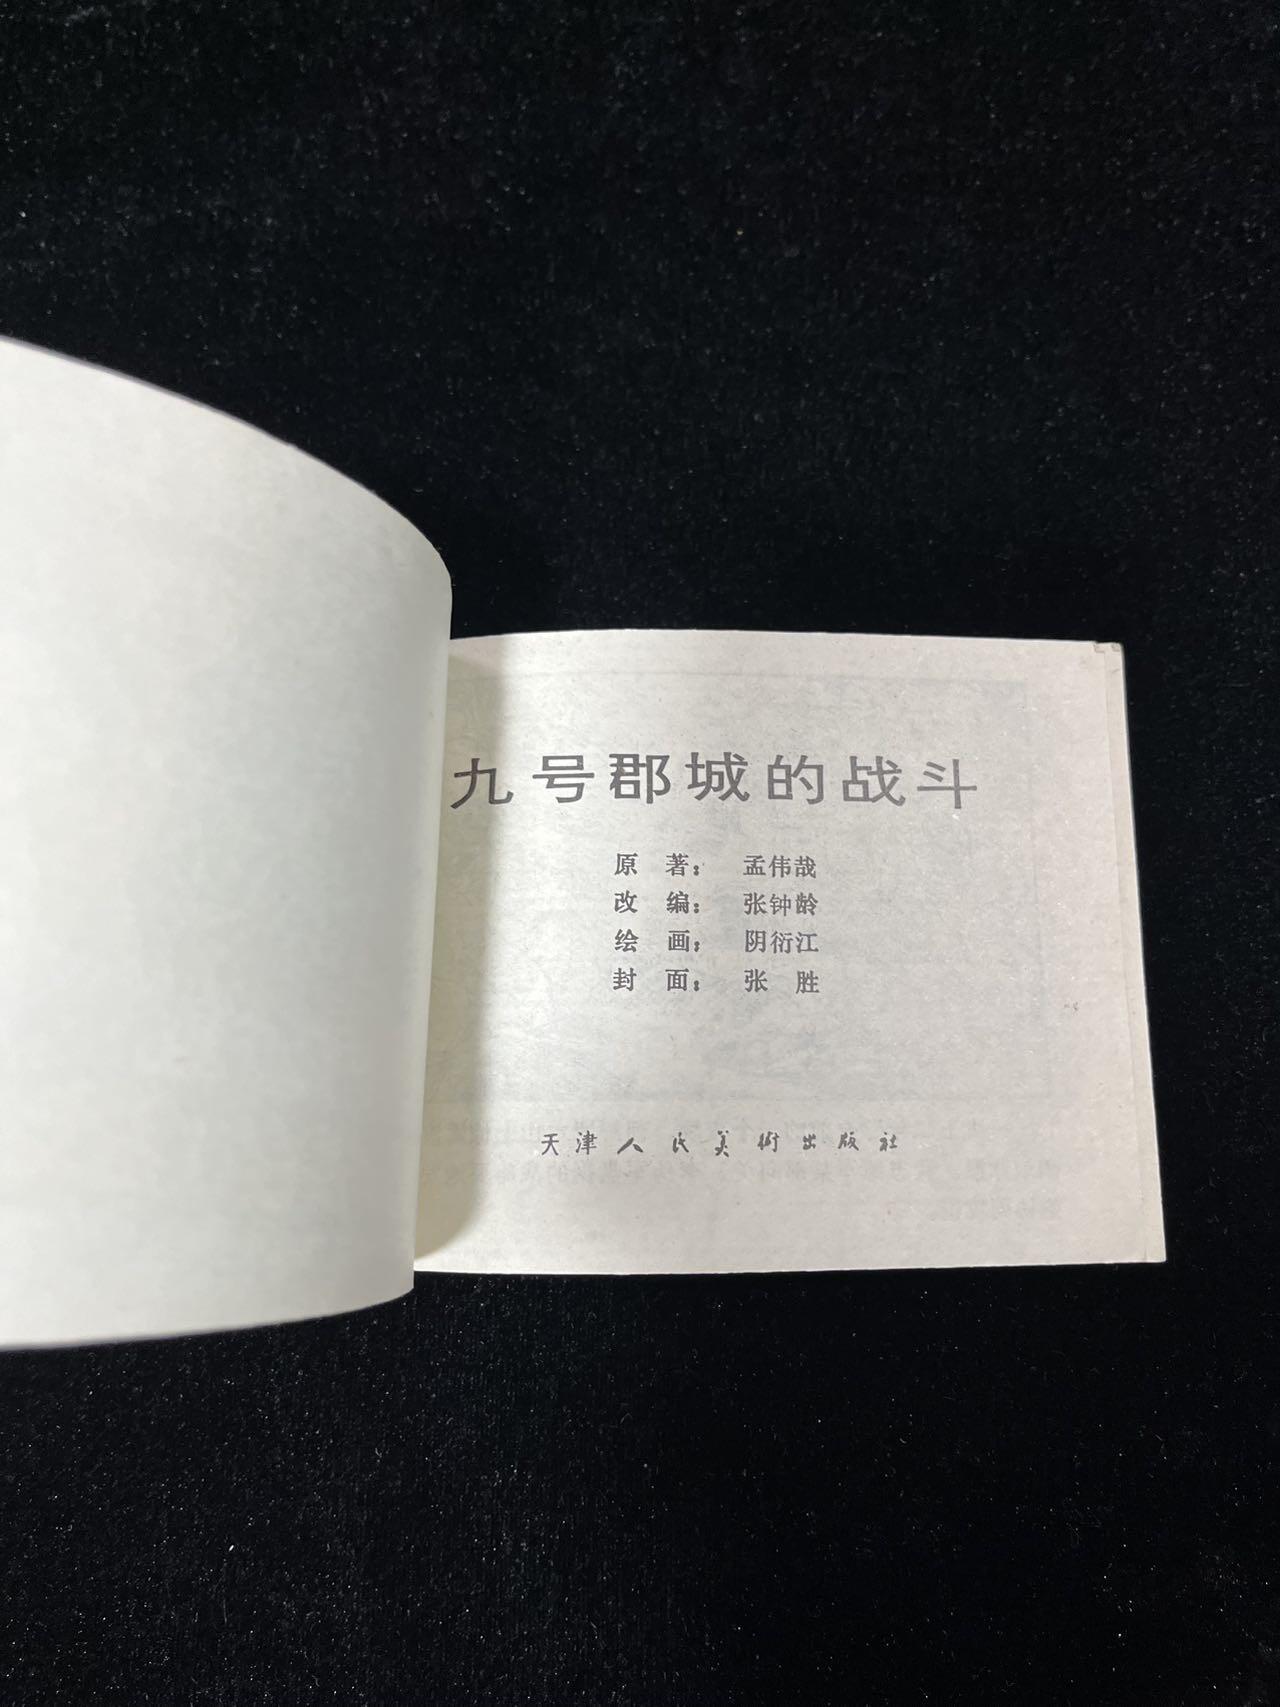 九号郡城的战斗
原 著： 孟伟哉
改 编： 张钟龄
绘 画： 阴衍江
封 面： 张 胜
天津人民美術出版社